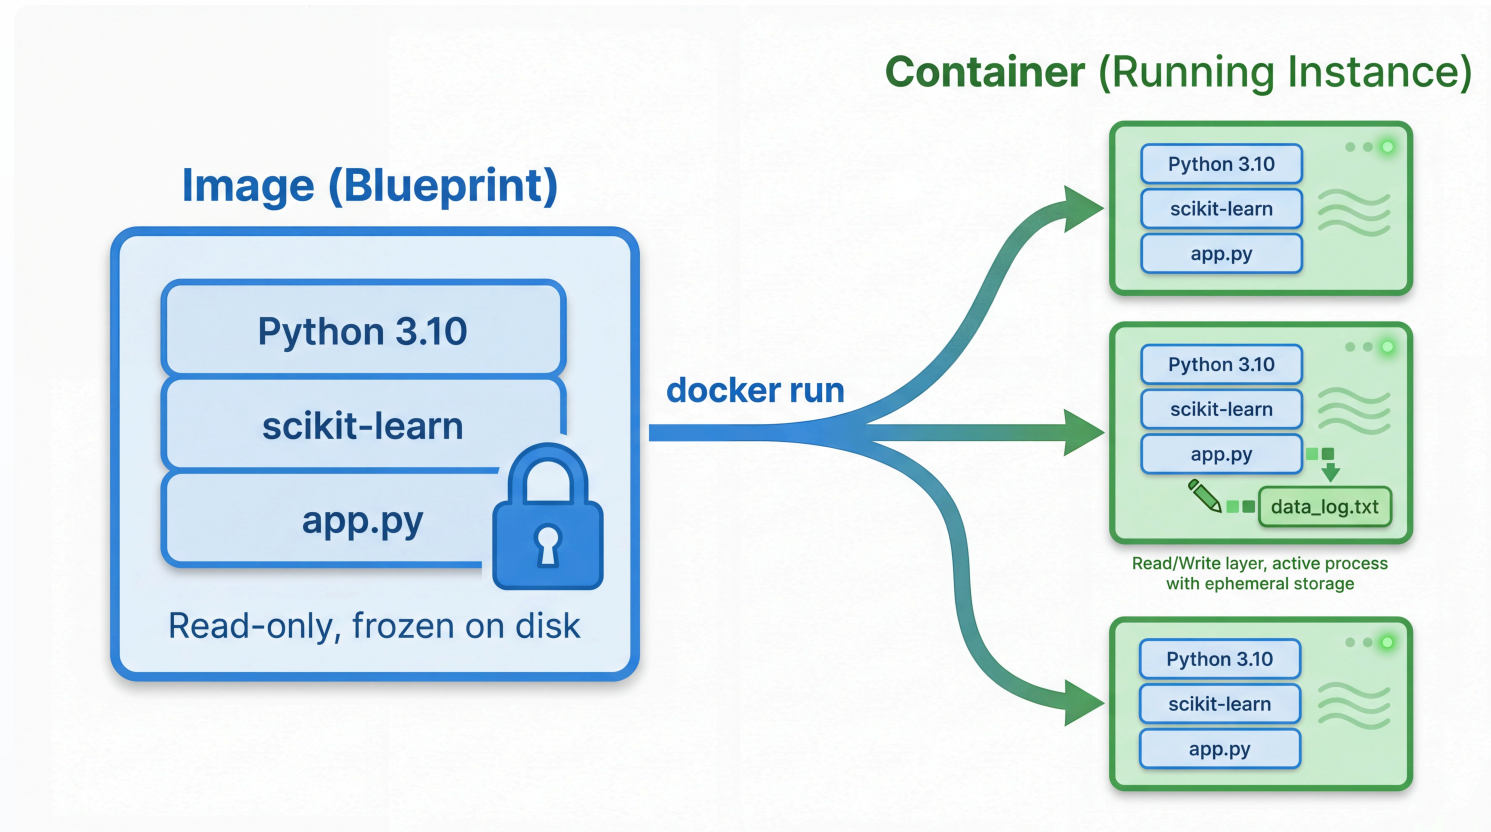 Container (Running Instance)
Image (Blueprint)
Python 3.10
scikit-learn
app.py
Read-only, frozen on disk
docker run
Python 3.10
scikit-learn
app.py
Python 3.10
scikit-learn
app.py
data_log.txt
Read/Write layer, active process
with ephemeral storage
Python 3.10
scikit-learn
app.py